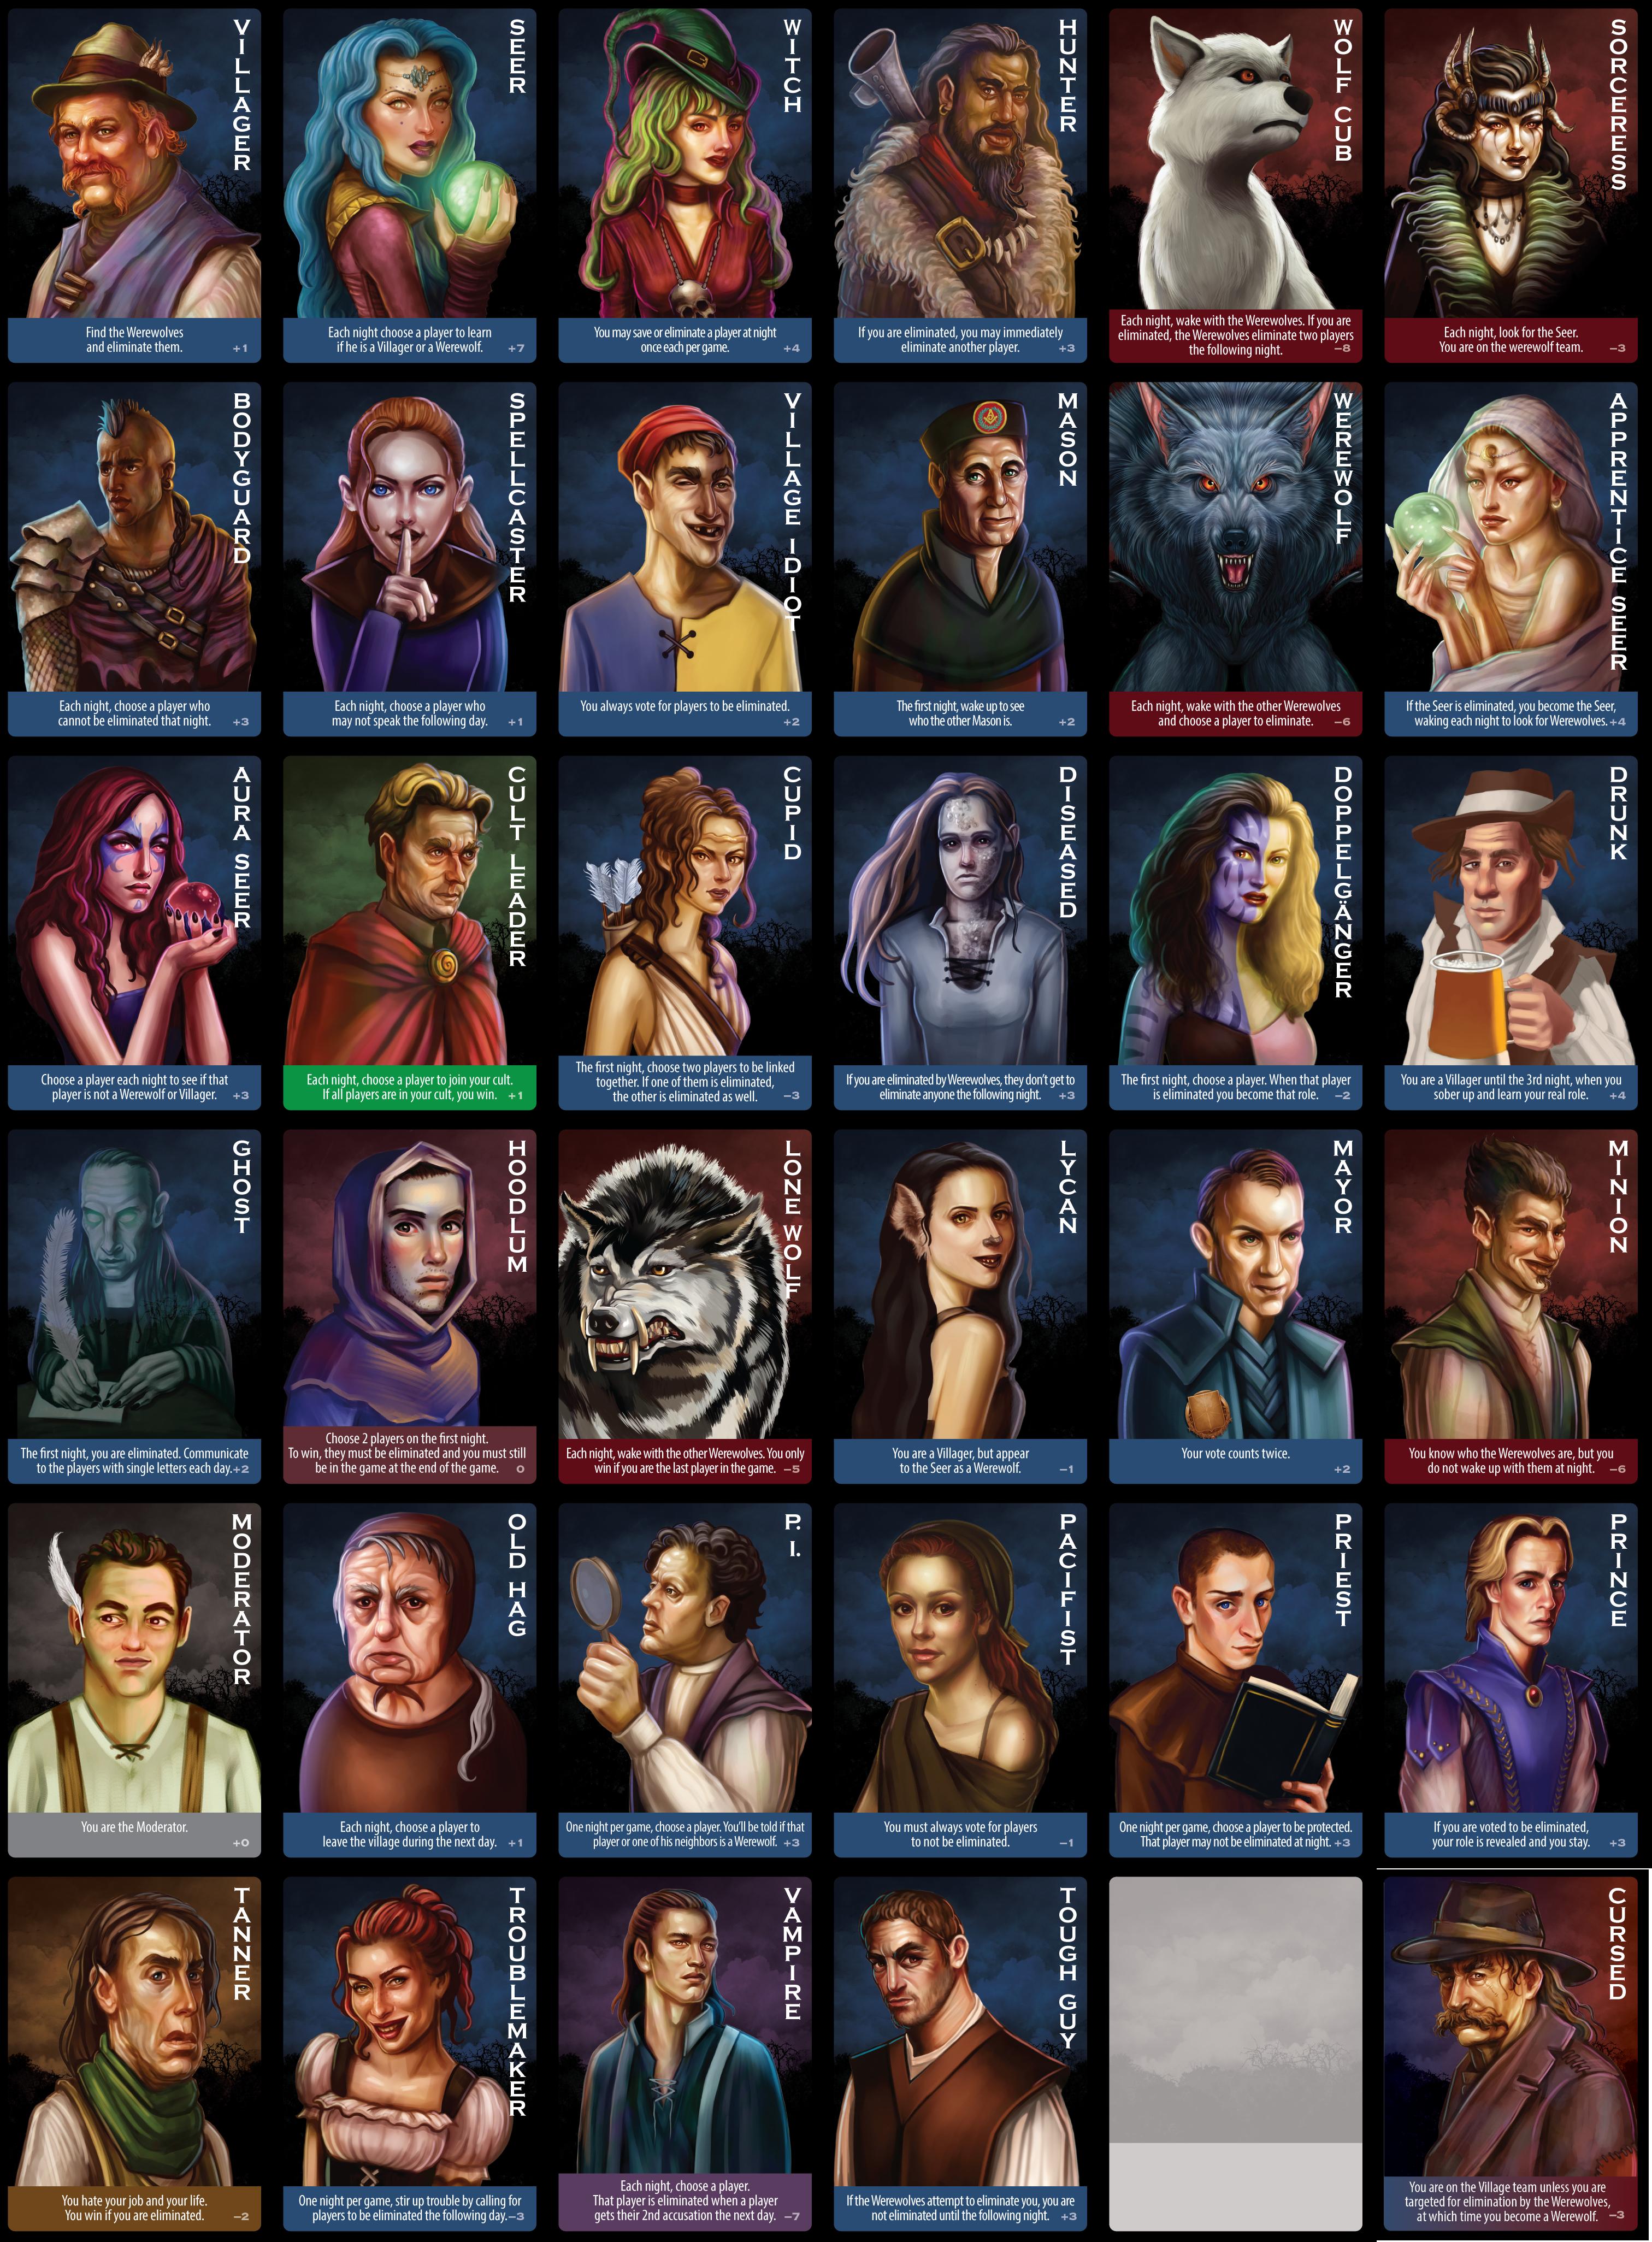 VILLAGER
Find the Werewolves
and eliminate them.
+1
SEER
Each night choose a player to learn
if he is a Villager or a Werewolf.
+7
WITCH
You may save or eliminate a player at night
once each per game.
+4
HUNTER
If you are eliminated, you may immediately
eliminate another player.
+3
WOLF CUB
Each night, wake with the Werewolves. If you are
eliminated, the Werewolves eliminate two players
the following night.
–8
SORCERESS
Each night, look for the Seer.
You are on the werewolf team.
–3
BODYGUARD
Each night, choose a player who
cannot be eliminated that night.
+3
SPELLCASTER
Each night, choose a player who
may not speak the following day.
+1
VILLAGE IDIOT
You always vote for players to be eliminated.
+2
MASON
The first night, wake up to see
who the other Mason is.
+2
WEREWOLF
Each night, wake with the other Werewolves
and choose a player to eliminate.
–6
APPRENTICE SEER
If the Seer is eliminated, you become the Seer,
waking each night to look for Werewolves.
+4
AURA SEER
Choose a player each night to see if that
player is not a Werewolf or Villager.
+3
CULT LEADER
Each night, choose a player to join your cult.
If all players are in your cult, you win.
+1
CUPID
The first night, choose two players to be linked
together. If one of them is eliminated,
the other is eliminated as well.
–3
DISEASED
If you are eliminated by Werewolves, they don't get to
eliminate anyone the following night.
+3
DOPPELGÄNGER
The first night, choose a player. When that player
is eliminated you become that role.
–2
DRUNK
You are a Villager until the 3rd night, when you
sober up and learn your real role.
+4
GHOST
The first night, you are eliminated. Communicate
to the players with single letters each day.
+2
HOODLUM
Choose 2 players on the first night.
To win, they must be eliminated and you must still
be in the game at the end of the game.
0
LONE WOLF
Each night, wake with the other Werewolves. You only
win if you are the last player in the game.
–5
LYCAN
You are a Villager, but appear
to the Seer as a Werewolf.
–1
MAYOR
Your vote counts twice.
+2
MINION
You know who the Werewolves are, but you
do not wake up with them at night.
–6
MODERATOR
You are the Moderator.
+0
OLD HAG
Each night, choose a player to
leave the village during the next day.
+1
P.I.
One night per game, choose a player. You'll be told if that
player or one of his neighbors is a Werewolf.
+3
PACIFIST
You must always vote for players
to not be eliminated.
–1
PRIEST
One night per game, choose a player to be protected.
That player may not be eliminated at night.
+3
PRINCE
If you are voted to be eliminated,
your role is revealed and you stay.
+3
TANNER
You hate your job and your life.
You win if you are eliminated.
–2
TROUBLEMAKER
One night per game, stir up trouble by calling for
players to be eliminated the following day.
–3
VAMPIRE
Each night, choose a player.
That player is eliminated when a player
gets their 2nd accusation the next day.
–7
TOUGH GUY
If the Werewolves attempt to eliminate you, you are
not eliminated until the following night.
+3
CURSED
You are on the Village team unless you are
targeted for elimination by the Werewolves,
at which time you become a Werewolf.
–3